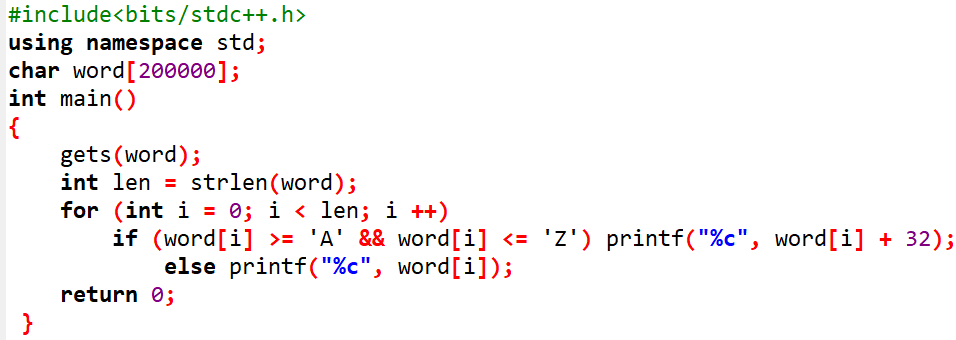 #include<bits/stdc++.h>
using namespace std;
char word[200000];
int main()
{
    gets(word);
    int len = strlen(word);
    for (int i = 0; i < len; i ++)
        if (word[i] >= 'A' && word[i] <= 'Z') printf("%c", word[i] + 32);
            else printf("%c", word[i]);
    return 0;
 }